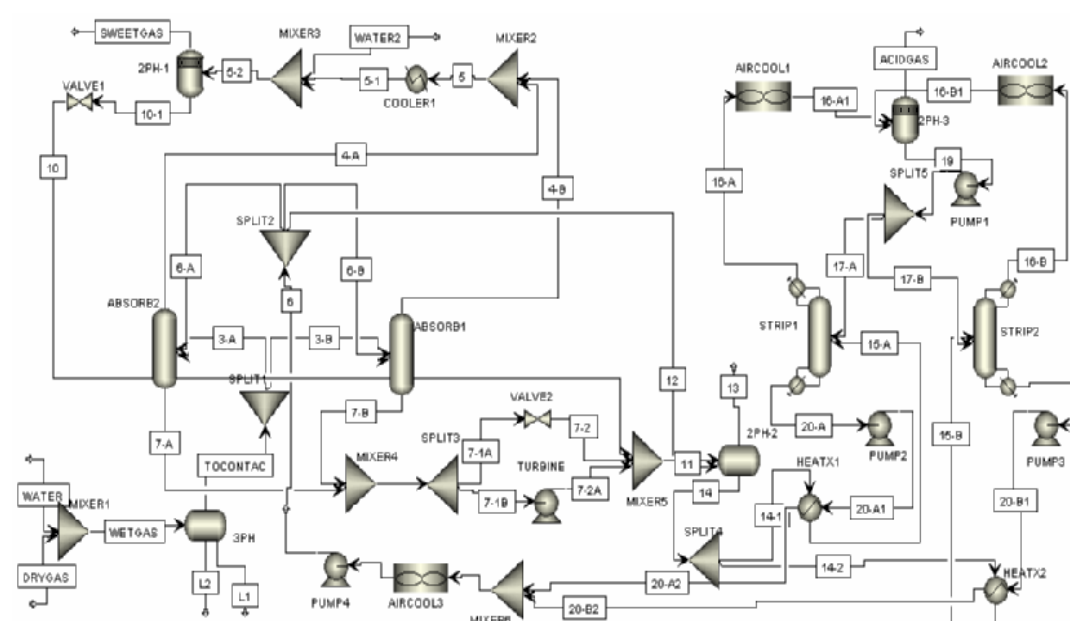 SWEETGAS
MIXER3
WATER2
MIXER2
2PH-1
5-2
5-1
5
COOLER1
VALVE1
10-1
10
4-A
4-B
ACIDGAS
AIRCOOL1
AIRCOOL2
16-A1
16-B1
2PH-3
19
SPLIT5
PUMP1
16-A
SPLIT2
6-A
6-B
6
17-A
17-B
16-B
ABSORB2
ABSORB1
STRIP1
STRIP2
3-A
3-B
15-A
SPLIT1
12
13
7-B
VALVE2
7-A
SPLIT3
7-1A
7-2
2PH-2
20-A
PUMP2
15-B
PUMP3
MIXER4
TURBINE
11
HEATX1
TOCONTAC
7-1B
7-2A
MIXER5
14
WATER
MIXER1
WETGAS
3PH
14-1
20-A1
20-B1
SPLIT4
14-2
DRYGAS
L2
L1
PUMP4
AIRCOOL3
MIXER6
20-A2
20-B2
HEATX2